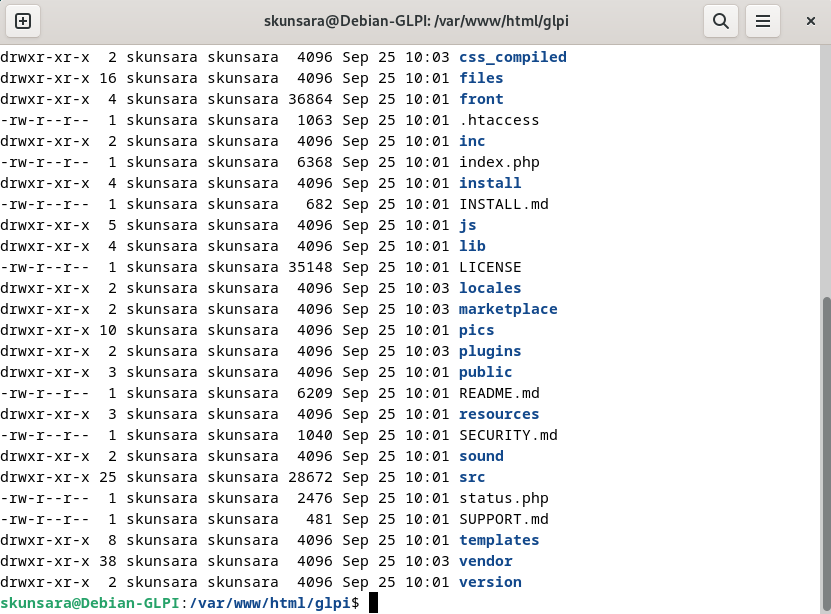 skunsara@Debian-GLPI: /var/www/html/glpi
drwxr-xr-x  2 skunsara skunsara  4096 Sep 25 10:03 css_compiled
drwxr-xr-x 16 skunsara skunsara  4096 Sep 25 10:01 files
drwxr-xr-x  4 skunsara skunsara 36864 Sep 25 10:01 front
-rw-r--r--  1 skunsara skunsara  1063 Sep 25 10:01 .htaccess
drwxr-xr-x  2 skunsara skunsara  4096 Sep 25 10:01 inc
-rw-r--r--  1 skunsara skunsara  6368 Sep 25 10:01 index.php
drwxr-xr-x  4 skunsara skunsara  4096 Sep 25 10:01 install
-rw-r--r--  1 skunsara skunsara   682 Sep 25 10:01 INSTALL.md
drwxr-xr-x  5 skunsara skunsara  4096 Sep 25 10:01 js
drwxr-xr-x  4 skunsara skunsara  4096 Sep 25 10:01 lib
-rw-r--r--  1 skunsara skunsara 35148 Sep 25 10:01 LICENSE
drwxr-xr-x  2 skunsara skunsara  4096 Sep 25 10:03 locales
drwxr-xr-x  2 skunsara skunsara  4096 Sep 25 10:01 marketplace
drwxr-xr-x 10 skunsara skunsara  4096 Sep 25 10:01 pics
drwxr-xr-x  2 skunsara skunsara  4096 Sep 25 10:03 plugins
drwxr-xr-x  3 skunsara skunsara  4096 Sep 25 10:01 public
-rw-r--r--  1 skunsara skunsara  6209 Sep 25 10:01 README.md
drwxr-xr-x  3 skunsara skunsara  4096 Sep 25 10:01 resources
-rw-r--r--  1 skunsara skunsara  1040 Sep 25 10:01 SECURITY.md
drwxr-xr-x  2 skunsara skunsara  4096 Sep 25 10:01 sound
drwxr-xr-x 25 skunsara skunsara 28672 Sep 25 10:01 src
-rw-r--r--  1 skunsara skunsara  2476 Sep 25 10:01 status.php
-rw-r--r--  1 skunsara skunsara   481 Sep 25 10:01 SUPPORT.md
drwxr-xr-x  8 skunsara skunsara  4096 Sep 25 10:01 templates
drwxr-xr-x 38 skunsara skunsara  4096 Sep 25 10:03 vendor
drwxr-xr-x  2 skunsara skunsara  4096 Sep 25 10:01 version
skunsara@Debian-GLPI:/var/www/html/glpi$